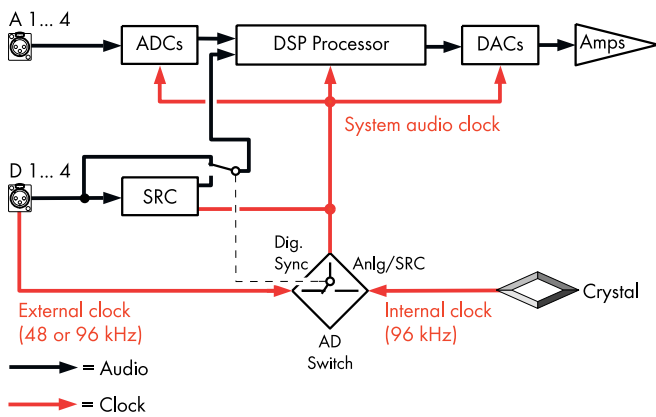 A 1... 4
ADCs
DSP Processor
DACs
Amps
System audio clock
D 1... 4
SRC
Dig.
Sync
Anlg/SRC
External clock
(48 or 96 kHz)
Internal clock
(96 kHz)
Crystal
AD
Switch
= Audio
= Clock